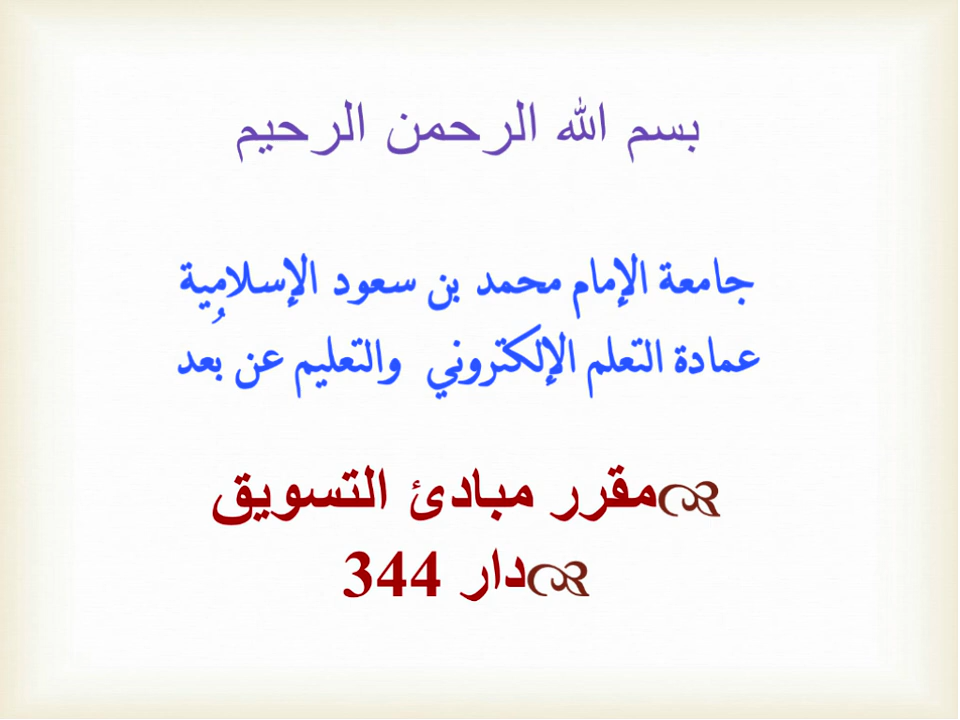 بسم الله الرحمن الرحيم
جامعة الإمام محمد بن سعود الإسلامية
عمادة التعلم الإلكتروني والتعليم عن بُعد
مقرر مبادئ التسويق
دار 344